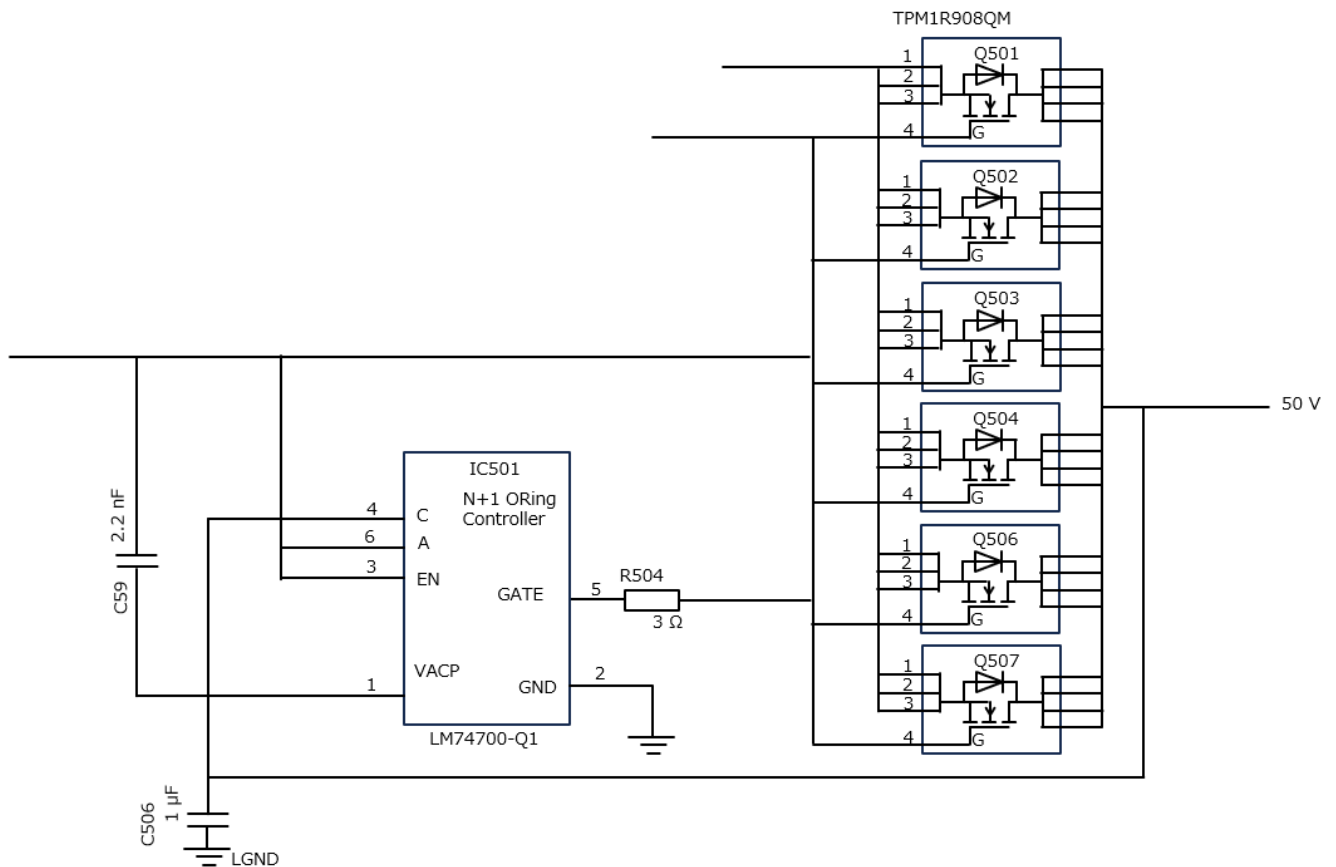 TPM1R908QM
Q501
1
2
3
4
G
Q502
1
2
3
4
G
Q503
1
2
3
4
G
50 V
Q504
1
2
3
4
G
IC501
N+1 ORing
Controller
2.2 nF
C59
4
C
6
A
3
EN
GATE
5
R504
3 Ω
Q506
1
2
3
4
G
VACP
1
GND
2
LM74700-Q1
Q507
1
2
3
4
G
C506
1 µF
LGND